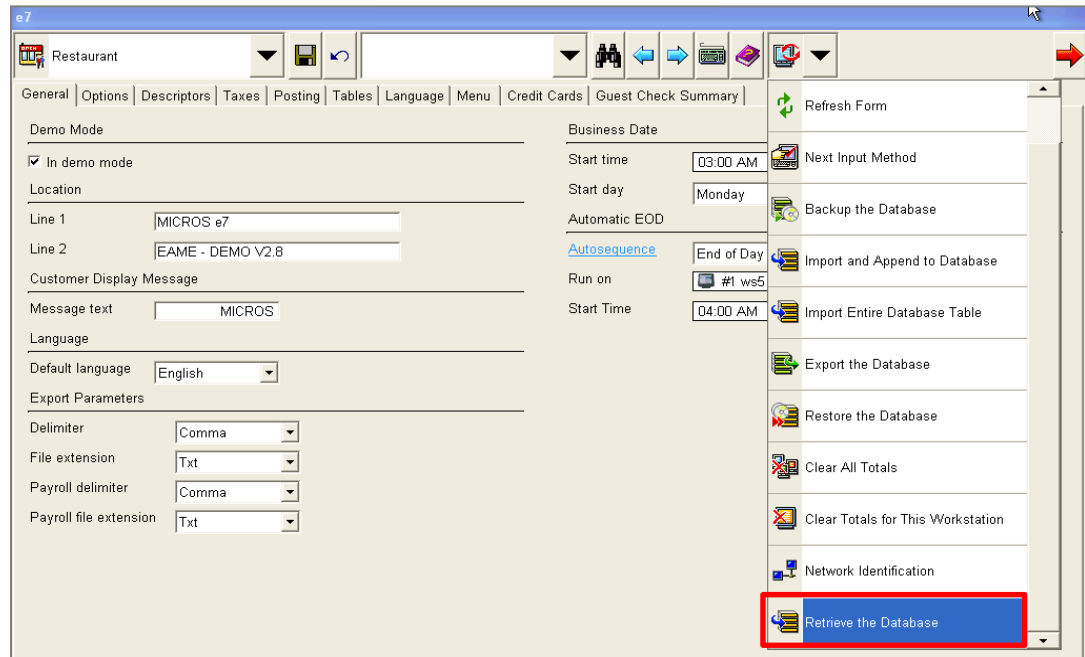 e7
OPEN
Restaurant
General Options Descriptors Taxes Posting Tables Language Menu Credit Cards Guest Check Summary
Demo Mode
In demo mode
Location
Line 1 MICROS e7
Line 2 EAME - DEMO V2.8
Customer Display Message
Message text MICROS
Language
Default language English
Export Parameters
Delimiter Comma
File extension Txt
Payroll delimiter Comma
Payroll file extension Txt
Business Date
Start time 03:00 AM
Start day Monday
Automatic EOD
Autosequence End of Day
Run on #1 ws5
Start Time 04:00 AM
Refresh Form
Next Input Method
Backup the Database
Import and Append to Database
Import Entire Database Table
Export the Database
Restore the Database
Clear All Totals
Clear Totals for This Workstation
Network Identification
Retrieve the Database